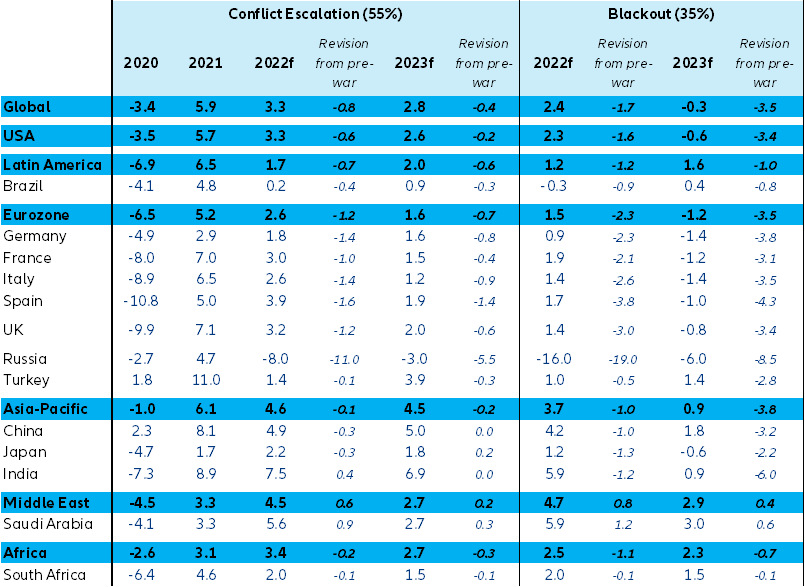 Conflict Escalation (55%) Blackout (35%)
Revision Revision Revision Revision
2020 2021 2022f from pre- 2023f from pre- 2022f from pre- 2023f from pre-
war war war war
Global -3.4 5.9 3.3 -0.8 2.8 -0.4 2.4 -1.7 -0.3 -3.5
USA -3.5 5.7 3.3 -0.6 2.6 -0.2 2.3 -1.6 -0.6 -3.4
Latin America -6.9 6.5 1.7 -0.7 2.0 -0.6 1.2 -1.2 1.6 -1.0
Brazil -4.1 4.8 0.2 -0.4 0.9 -0.3 -0.3 -0.9 0.4 -0.8
Eurozone -6.5 5.2 2.6 -1.2 1.6 -0.7 1.5 -2.3 -1.2 -3.5
Germany -4.9 2.9 1.8 -1.4 1.6 -0.8 0.9 -2.3 -1.4 -3.8
France -8.0 7.0 3.0 -1.0 1.5 -0.4 1.9 -2.1 -1.2 -3.1
Italy -8.9 6.5 2.6 -1.4 1.2 -0.9 1.4 -2.6 -1.4 -3.5
Spain -10.8 5.0 3.9 -1.6 1.9 -1.4 1.7 -3.8 -1.0 -4.3
UK -9.9 7.1 3.2 -1.2 2.0 -0.6 1.4 -3.0 -0.8 -3.4
Russia -2.7 4.7 -8.0 -11.0 -3.0 -5.5 -16.0 -19.0 -6.0 -8.5
Turkey 1.8 11.0 1.4 -0.1 3.9 -0.3 1.0 -0.5 1.4 -2.8
Asia-Pacific -1.0 6.1 4.6 -0.1 4.5 -0.2 3.7 -1.0 0.9 -3.8
China 2.3 8.1 4.9 -0.3 5.0 0.0 4.2 -1.0 1.8 -3.2
Japan -4.7 1.7 2.2 -0.3 1.8 0.2 1.2 -1.3 -0.6 -2.2
India -7.3 8.9 7.5 0.4 6.9 0.0 5.9 -1.2 0.9 -6.0
Middle East -4.5 3.3 4.5 0.6 2.7 0.2 4.7 0.8 2.9 0.4
Saudi Arabia -4.1 3.3 5.6 0.9 2.7 0.3 5.9 1.2 3.0 0.6
Africa -2.6 3.1 3.4 -0.2 2.7 -0.3 2.5 -1.1 2.3 -0.7
South Africa -6.4 4.6 2.0 -0.1 1.5 -0.1 2.0 -0.1 1.5 -0.1